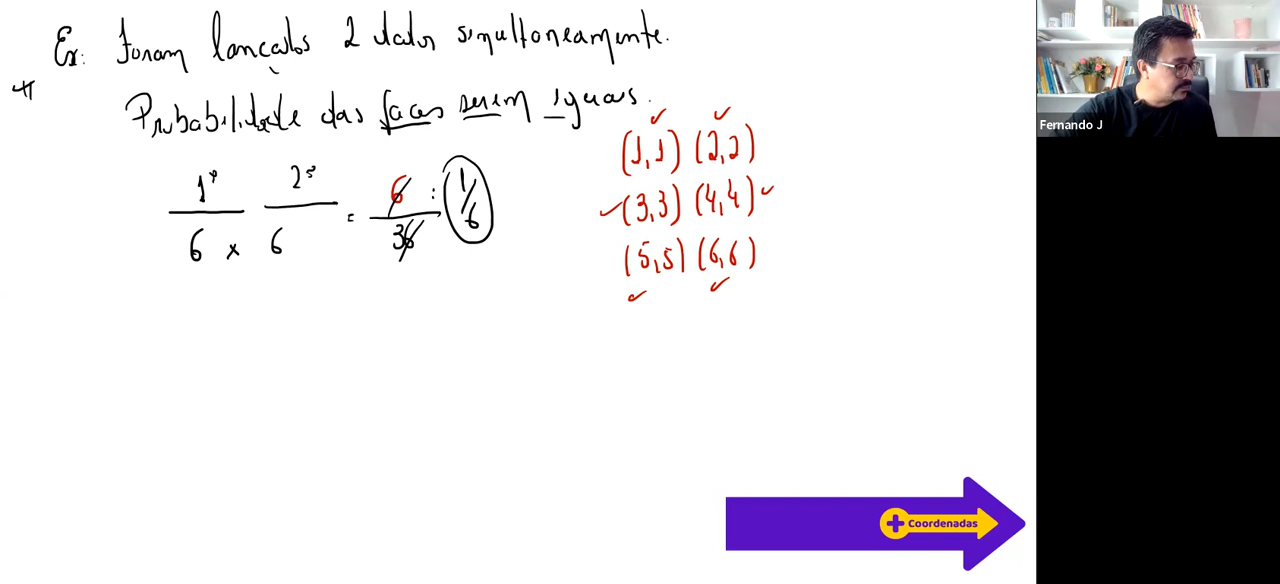 Ex: Foram lançados 2 dados simultaneamente.
Probabilidade das faces serem iguais.
1º 2º
6 x 6 = 6/36 : 1/6
(1,1) (2,2)
(3,3) (4,4)
(5,5) (6,6)
Fernando J
+ Coordenadas